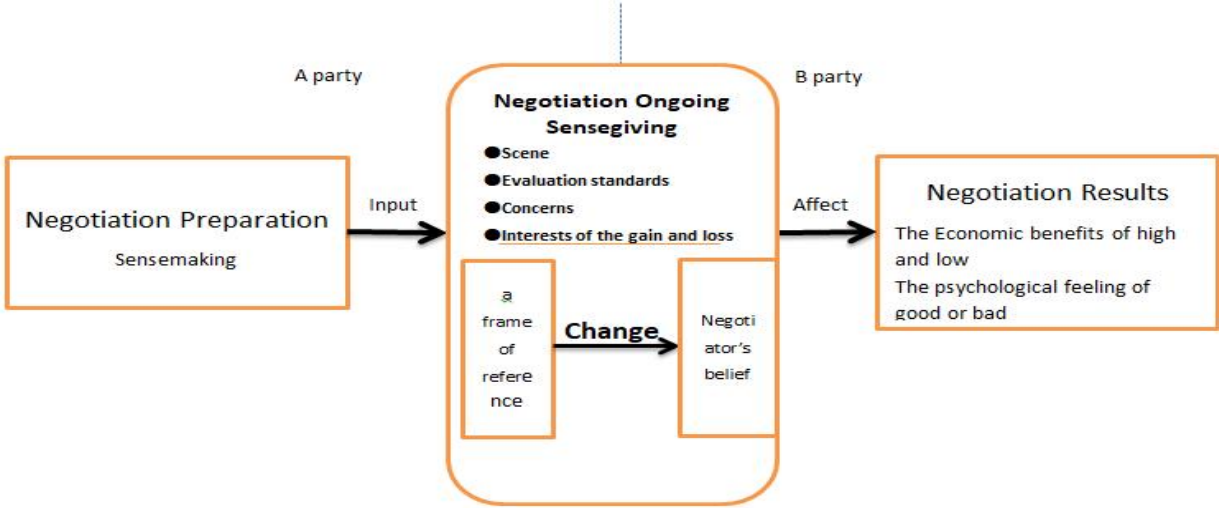 A party
B party
Negotiation Preparation
Sensemaking
Input
Negotiation Ongoing
Sensegiving
●Scene
●Evaluation standards
●Concerns
●Interests of the gain and loss
a
frame
of
refere
nce
Change
Negoti
ator's
belief
Affect
Negotiation Results
The Economic benefits of high
and low
The psychological feeling of
good or bad